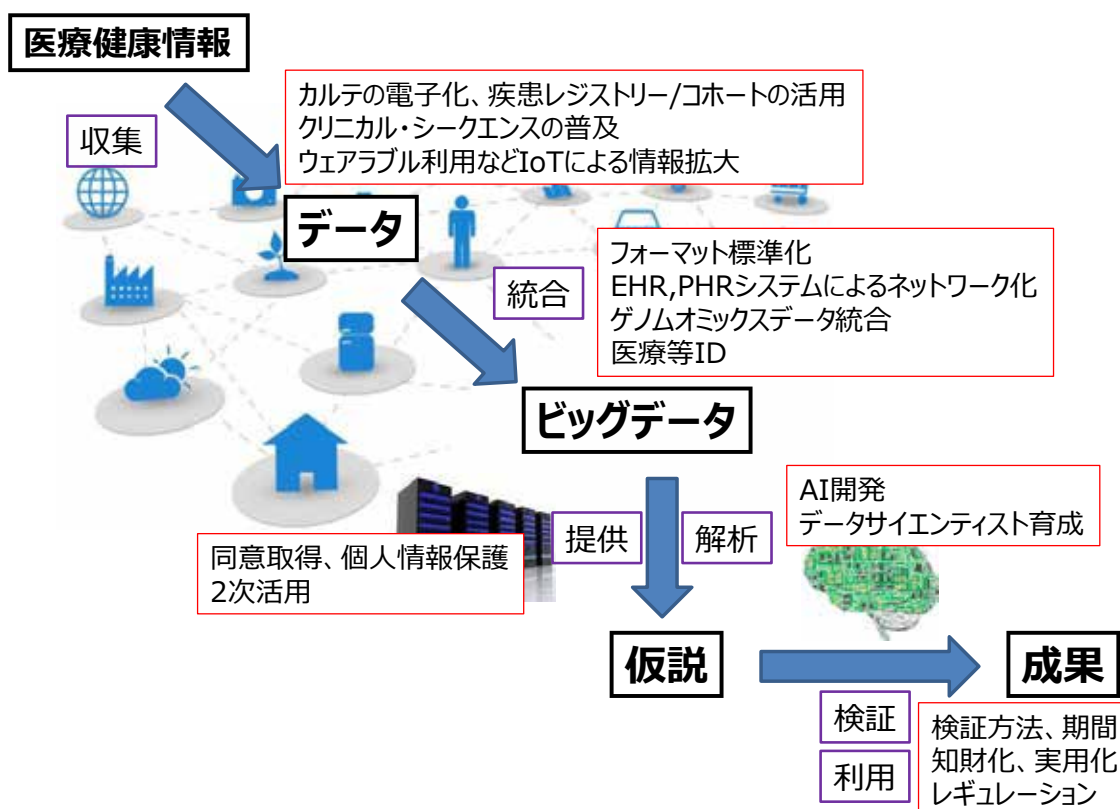 医療健康情報
カルテの電子化、疾患レジストリー/コホートの活用
クリニカル・シークエンスの普及
ウェアラブル利用などIoTによる情報拡大
収集
データ
フォーマット標準化
EHR,PHRシステムによるネットワーク化
ゲノムオミックスデータ統合
医療等ID
統合
ビッグデータ
AI開発
データサイエンティスト育成
提供
解析
同意取得、個人情報保護
2次活用
仮説
成果
検証
利用
検証方法、期間
知財化、実用化
レギュレーション